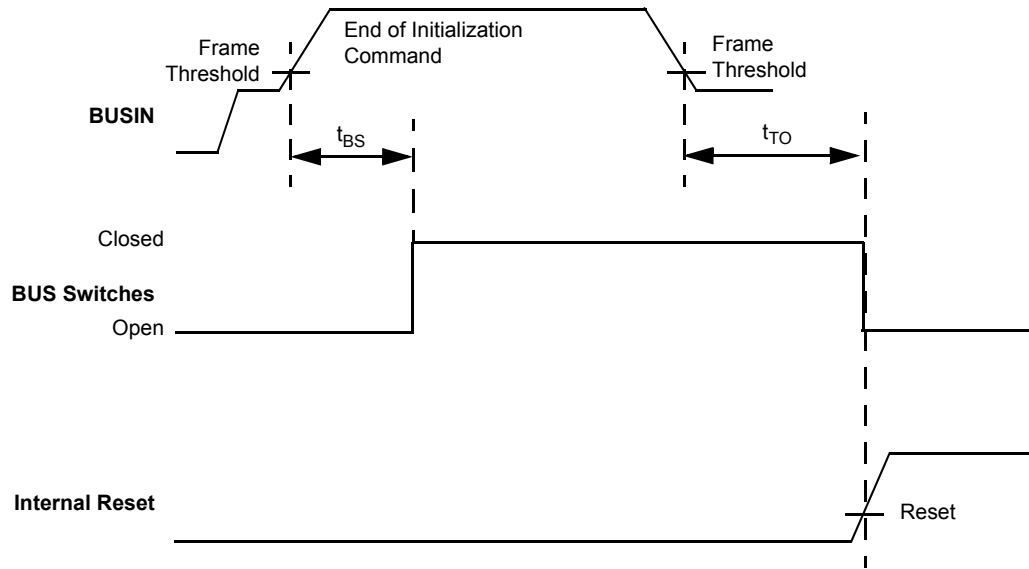 End of Initialization
Command
Frame
Threshold
Frame
Threshold
BUSIN
tBS
tTO
Closed
BUS Switches
Open
Internal Reset
Reset